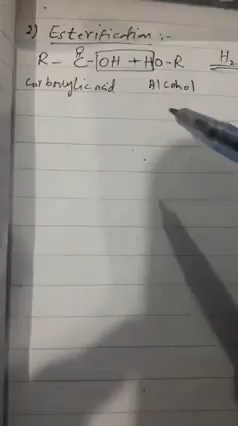 2) Esterification :-
O
R - C - OH + HO-R H2
Carboxylic acid Alcohol